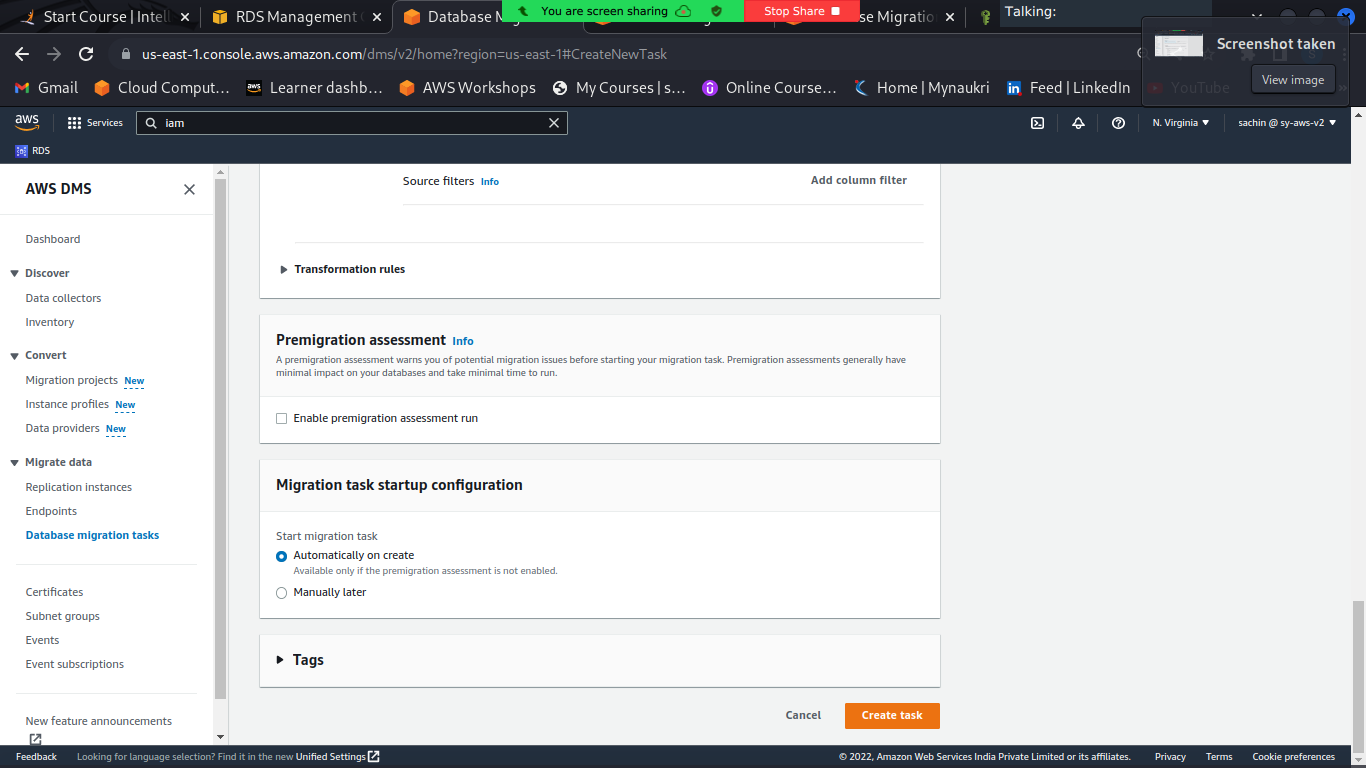 Start Course | Intell
RDS Management
Database M
You are screen sharing
Stop Share
se Migratio
Talking:
us-east-1.console.aws.amazon.com/dms/v2/home?region=us-east-1#CreateNewTask
Screenshot taken
View image
Gmail
Cloud Comput...
aws
Learner dashb...
AWS Workshops
My Courses | s...
Online Course...
Home | Mynaukri
Feed | LinkedIn
YouTube
aws
Services
iam
N. Virginia
sachin @ sy-aws-v2
RDS
AWS DMS
Dashboard
Discover
Data collectors
Inventory
Convert
Migration projects New
Instance profiles New
Data providers New
Migrate data
Replication instances
Endpoints
Database migration tasks
Certificates
Subnet groups
Events
Event subscriptions
New feature announcements
Source filters Info
Add column filter
Transformation rules
Premigration assessment Info
A premigration assessment warns you of potential migration issues before starting your migration task. Premigration assessments generally have
minimal impact on your databases and take minimal time to run.
Enable premigration assessment run
Migration task startup configuration
Start migration task
Automatically on create
Available only if the premigration assessment is not enabled.
Manually later
Tags
Cancel
Create task
Feedback
Looking for language selection? Find it in the new Unified Settings
© 2022, Amazon Web Services India Private Limited or its affiliates.
Privacy
Terms
Cookie preferences